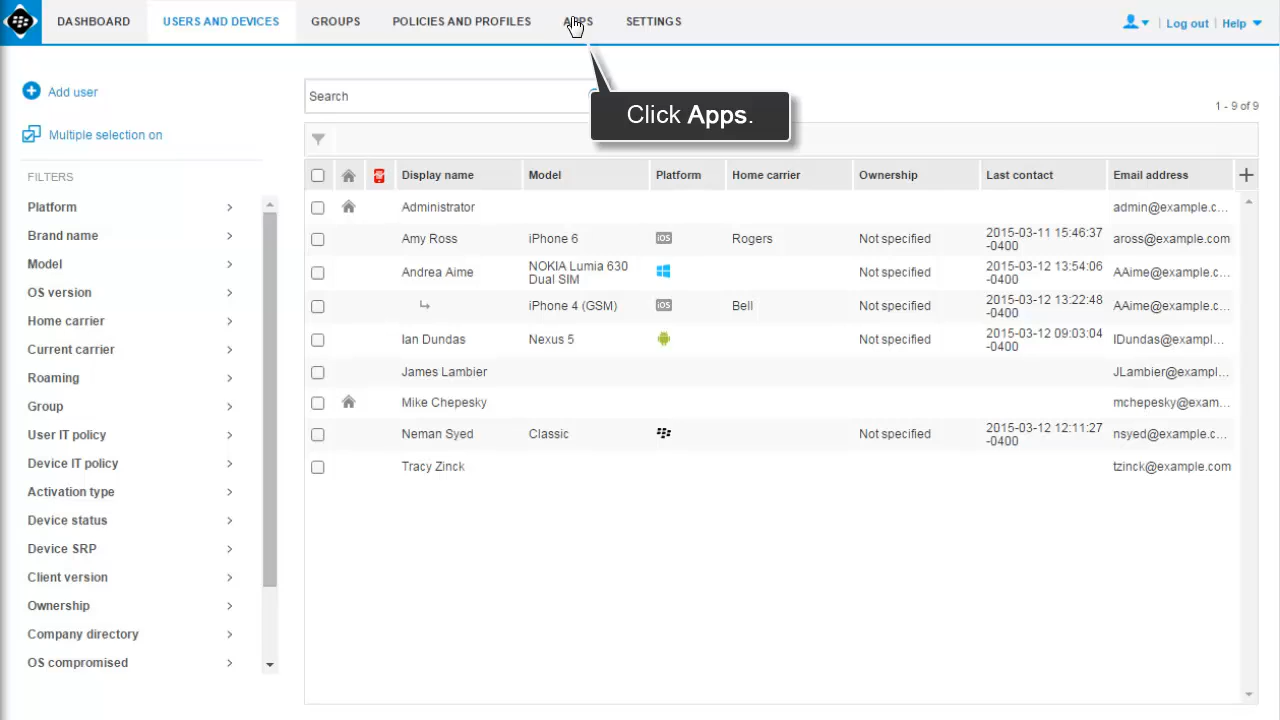 DASHBOARD USERS AND DEVICES GROUPS POLICIES AND PROFILES APPS SETTINGS Log out Help
Click Apps.
Add user
Multiple selection on
FILTERS
Platform
Brand name
Model
OS version
Home carrier
Current carrier
Roaming
Group
User IT policy
Device IT policy
Activation type
Device status
Device SRP
Client version
Ownership
Company directory
OS compromised
Search
1 - 9 of 9
Display name Model Platform Home carrier Ownership Last contact Email address
Administrator admin@example.c...
Amy Ross iPhone 6 iOS Rogers Not specified 2015-03-11 15:46:37
-0400 aross@example.com
Andrea Aime NOKIA Lumia 630
Dual SIM Not specified 2015-03-12 13:54:06
-0400 AAime@example.c...
iPhone 4 (GSM) iOS Bell Not specified 2015-03-12 13:22:48
-0400 AAime@example.c...
Ian Dundas Nexus 5 Not specified 2015-03-12 09:03:04
-0400 IDundas@exampl...
James Lambier JLambier@exampl...
Mike Chepesky mchepesky@exam...
Neman Syed Classic Not specified 2015-03-12 12:11:27
-0400 nsyed@example.c...
Tracy Zinck tzinck@example.com